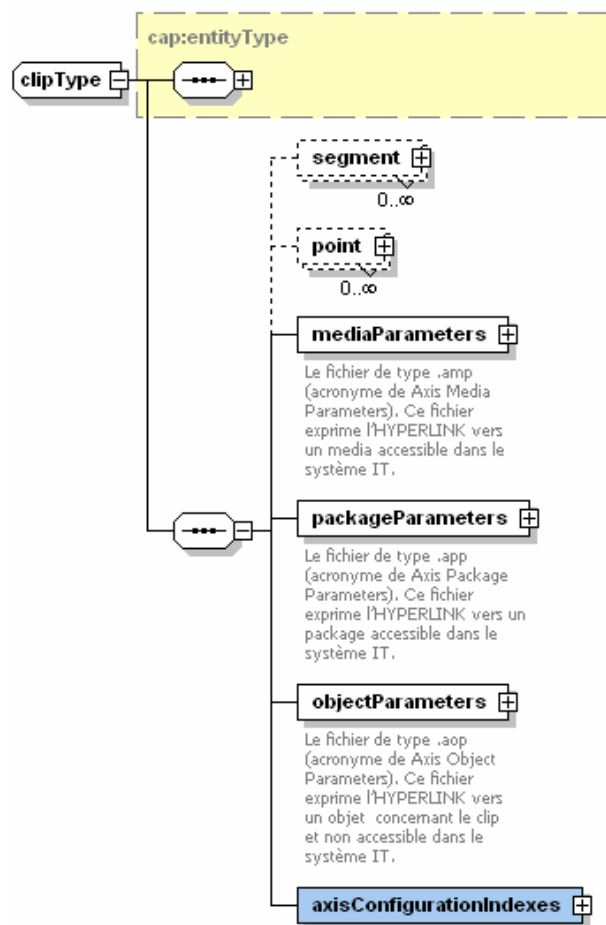 cap:entityType
clipType
segment
0..∞
point
0..∞
mediaParameters
Le fichier de type .amp
(acronyme de Axis Media
Parameters). Ce fichier
exprime l'HYPERLINK vers
un media accessible dans le
système IT.
packageParameters
Le fichier de type .app
(acronyme de Axis Package
Parameters). Ce fichier
exprime l'HYPERLINK vers un
package accessible dans le
système IT.
objectParameters
Le fichier de type .aop
(acronyme de Axis Object
Parameters). Ce fichier
exprime l'HYPERLINK vers
un objet concernant le clip
et non accessible dans le
système IT.
axisConfigurationIndexes